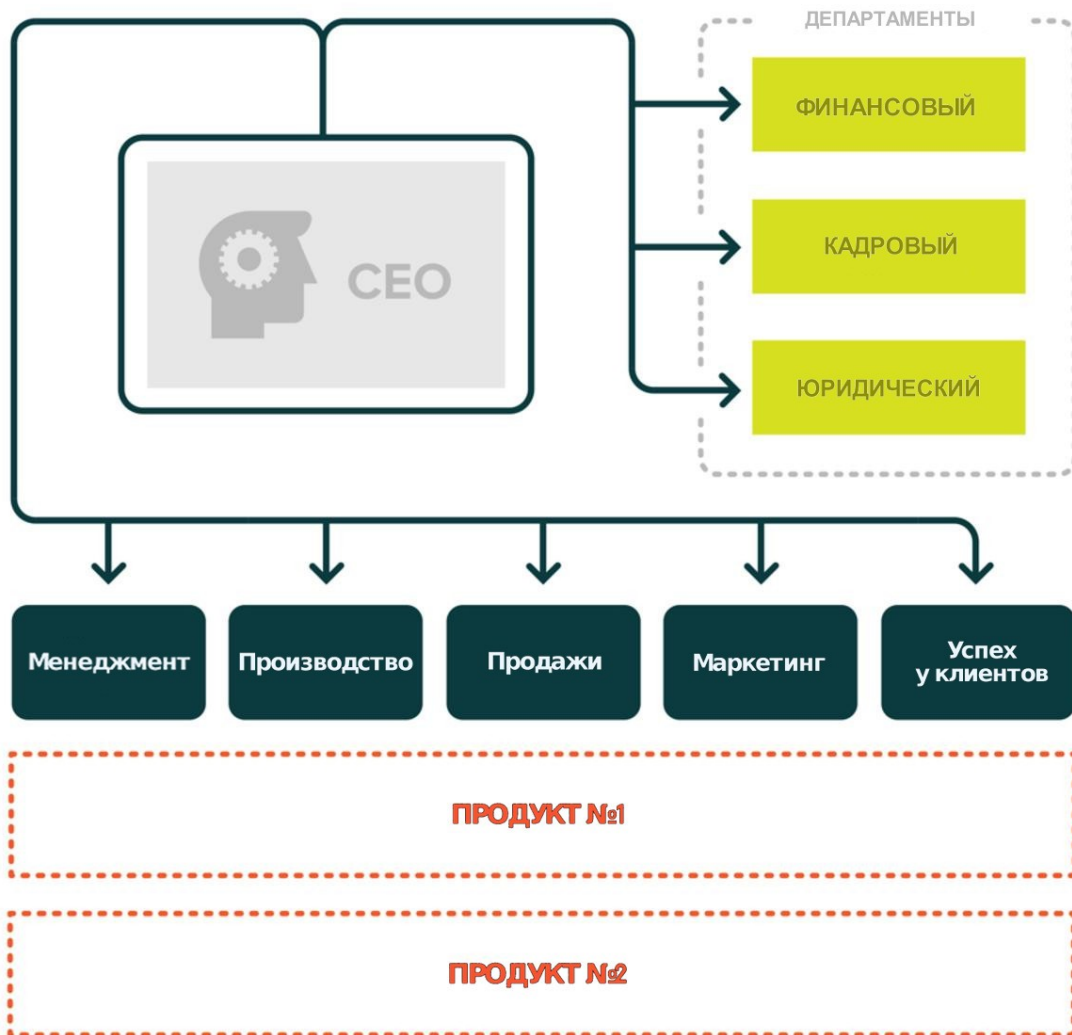 ДЕПАРТАМЕНТЫ
ФИНАНСОВЫЙ
CEO
КАДРОВЫЙ
ЮРИДИЧЕСКИЙ
Менеджмент
Производство
Продажи
Маркетинг
Успех
у клиентов
ПРОДУКТ №1
ПРОДУКТ №2